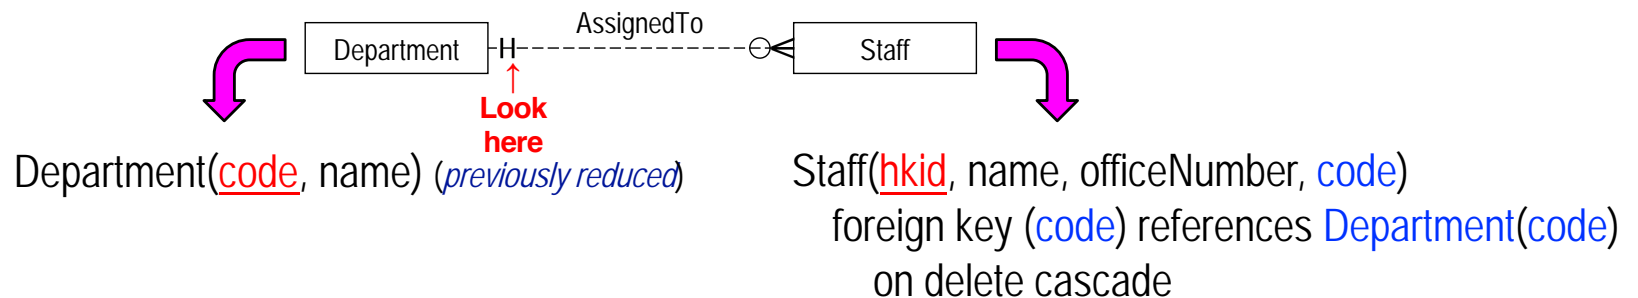 AssignedTo
Department
Staff
Look
here
Department(code, name) (previously reduced)
Staff(hkid, name, officeNumber, code)
foreign key (code) references Department(code)
on delete cascade